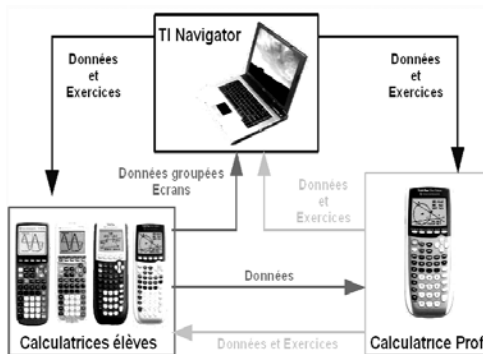 TI Navigator
Données
et
Exercices
Données
et
Exercices
Données groupées
Ecrans
Données
et
Exercices
Données
Données et Exercices
Calculatrices élèves
Calculatrice Prof